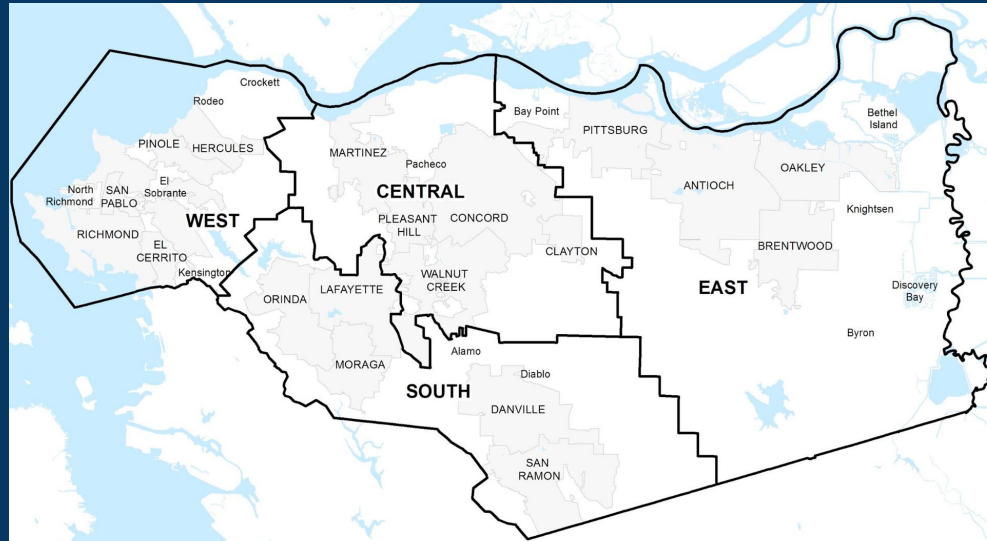 Crockett
Rodeo
PINOLE
HERCULES
North
Richmond
SAN
PABLO
El
Sobrante
RICHMOND
WEST
EL
CERRITO
Kensington
MARTINEZ
Pacheco
CENTRAL
PLEASANT
HILL
CONCORD
CLAYTON
WALNUT
CREEK
Bay Point
PITTSBURG
ANTIOCH
OAKLEY
Bethel
Island
Knightsen
BRENTWOOD
EAST
Discovery
Bay
Byron
ORINDA
LAFAYETTE
MORAGA
Alamo
SOUTH
Diablo
DANVILLE
SAN
RAMON